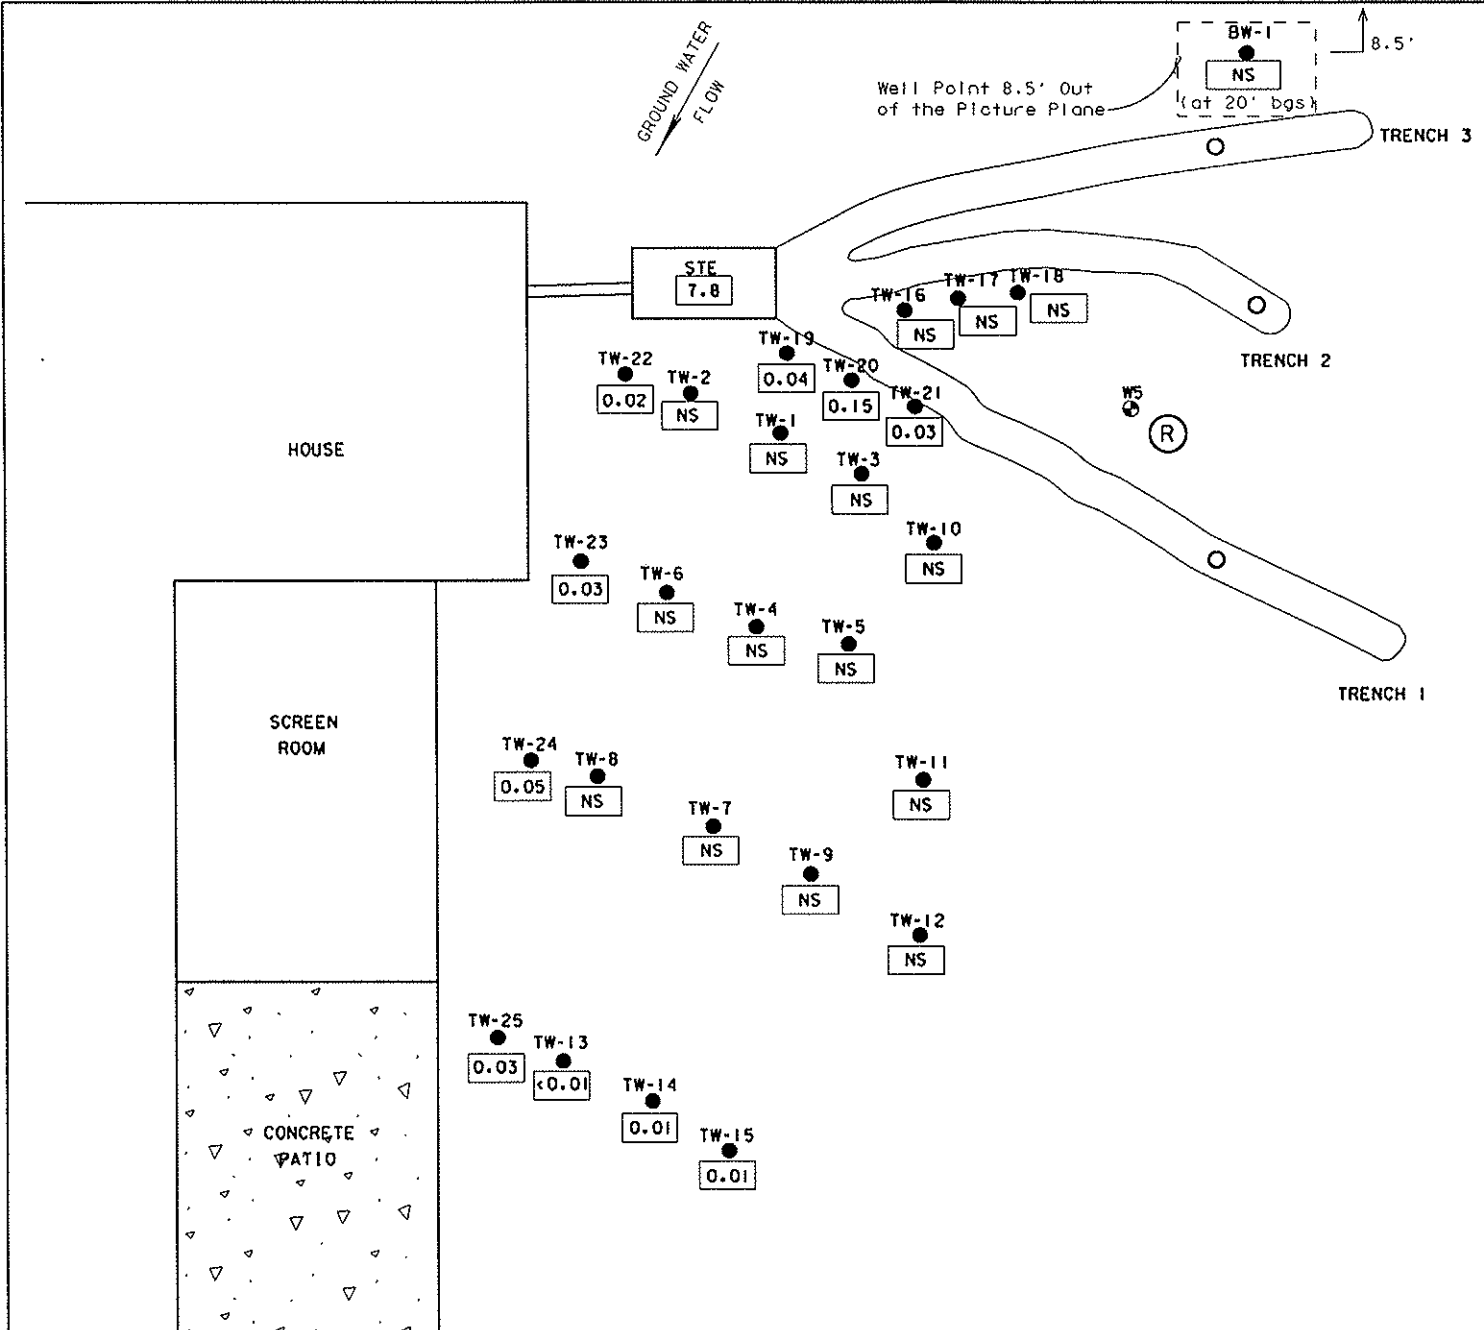 BW-1
NS
(at 20' bgs)
8.5'
Well Point 8.5' Out
of the Picture Plane
GROUND WATER
FLOW
TRENCH 3
STE
7.8
TW-16
NS
TW-17
NS
TW-18
NS
TRENCH 2
TW-19
0.04
TW-20
0.15
TW-21
0.03
TW-22
0.02
TW-2
NS
TW-1
NS
TW-3
NS
W5
R
HOUSE
TW-10
NS
TW-23
0.03
TW-6
NS
TW-4
NS
TW-5
NS
TRENCH 1
SCREEN
ROOM
TW-24
0.05
TW-8
NS
TW-7
NS
TW-11
NS
TW-9
NS
TW-12
NS
TW-25
0.03
TW-13
<0.01
TW-14
0.01
TW-15
0.01
CONCRETE
PATIO